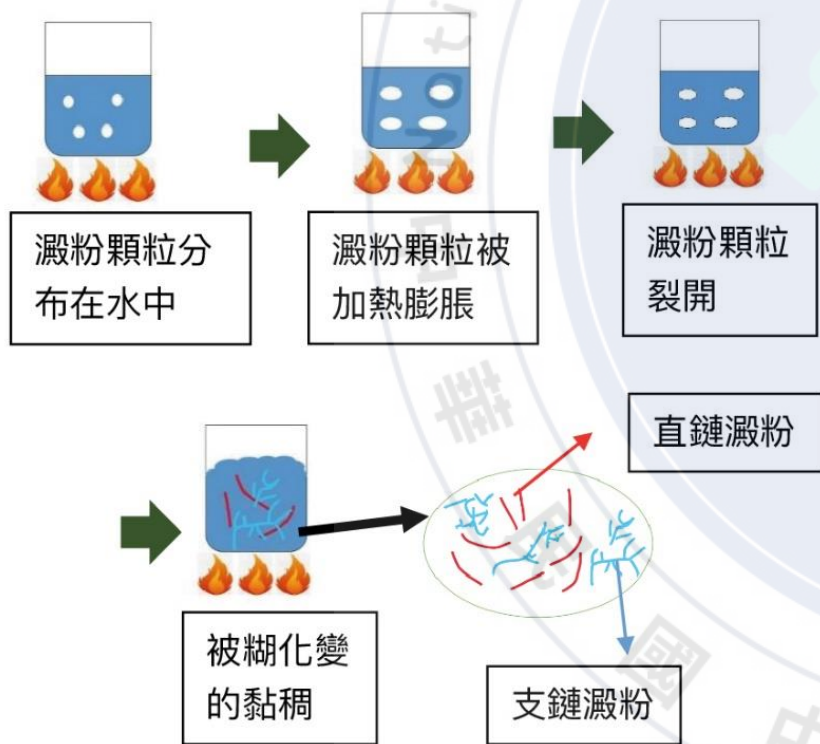 澱粉顆粒分
布在水中
澱粉顆粒被
加熱膨脹
澱粉顆粒
裂開
直鏈澱粉
被糊化變
的黏稠
支鏈澱粉